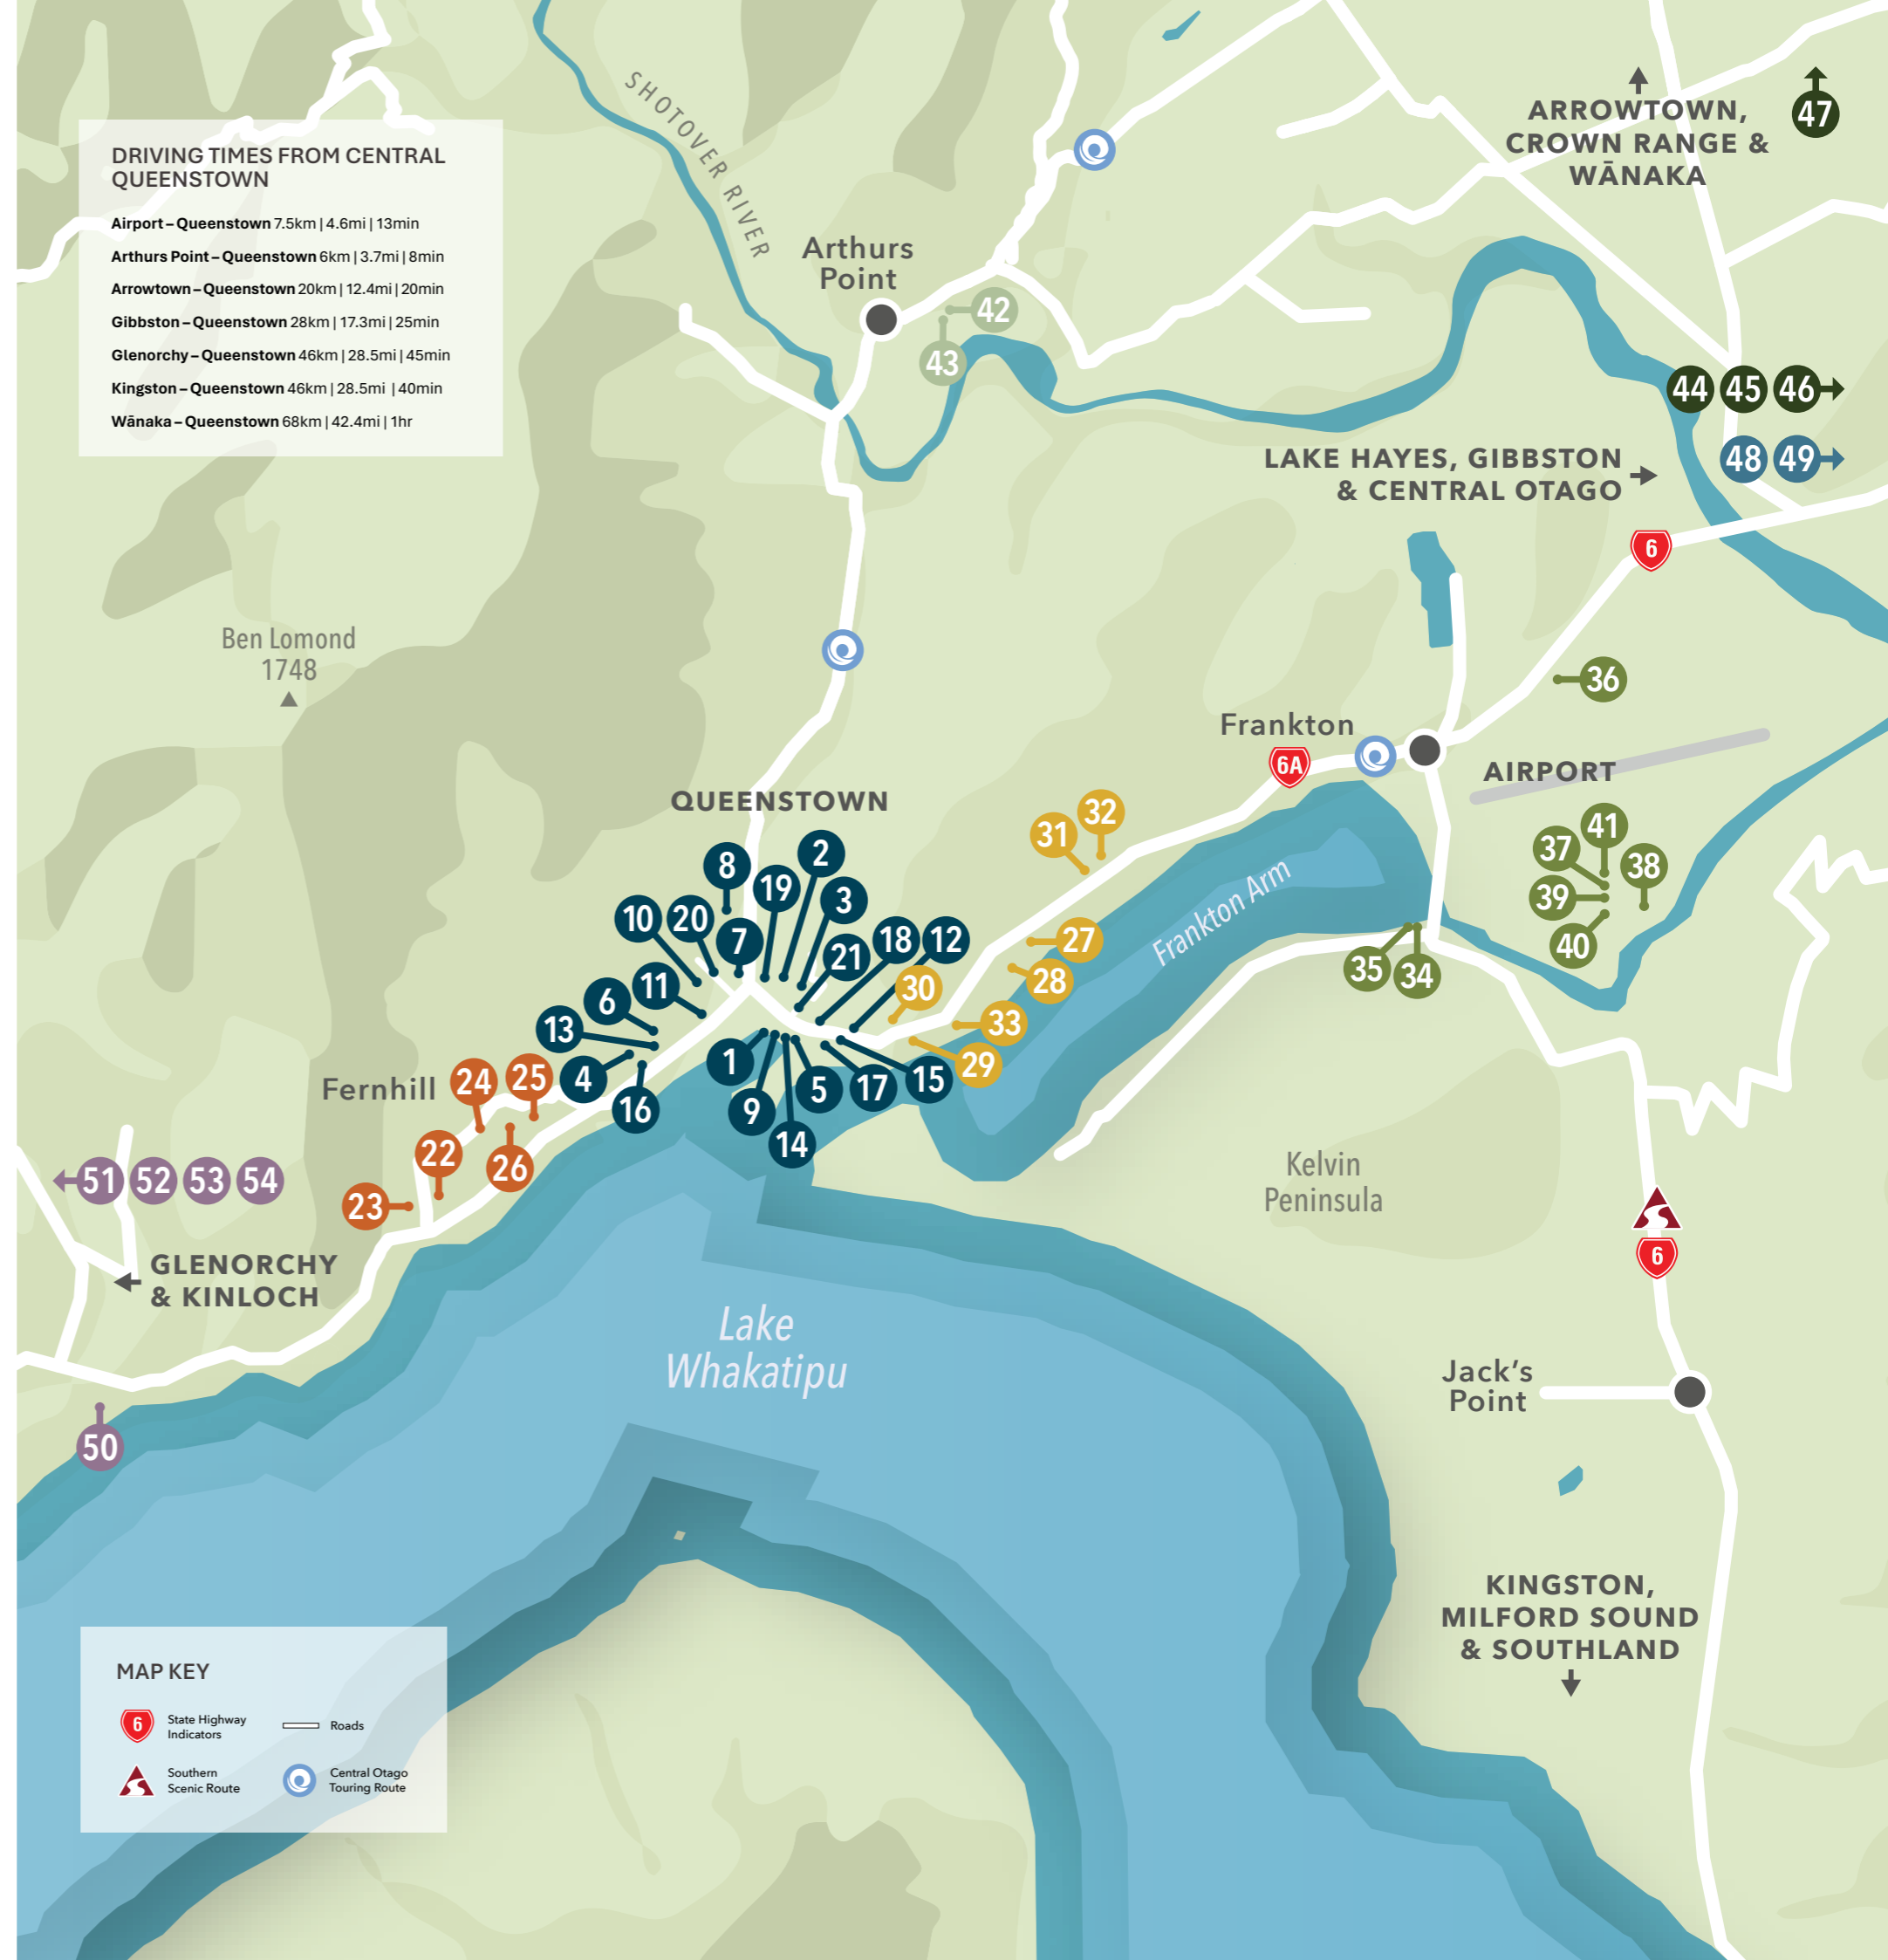 SHOTOVER RIVER
ARROWTOWN,
CROWN RANGE &
WĀNAKA
47
DRIVING TIMES FROM CENTRAL
QUEENSTOWN
Airport – Queenstown 7.5km | 4.6mi | 13min
Arthurs Point – Queenstown 6km | 3.7mi | 8min
Arrowtown – Queenstown 20km | 12.4mi | 20min
Gibbston – Queenstown 28km | 17.3mi | 25min
Glenorchy – Queenstown 46km | 28.5mi | 45min
Kingston – Queenstown 46km | 28.5mi | 40min
Wānaka – Queenstown 68km | 42.4mi | 1hr
Arthurs
Point
42
43
44 45 46
48 49
LAKE HAYES, GIBBSTON
& CENTRAL OTAGO
6
Ben Lomond
1748
36
Frankton
6A
AIRPORT
QUEENSTOWN
32
31
41
37
38
39
40
2
8
19
3
10
20
7
18
12
21
27
Frankton Arm
35
34
28
30
11
6
13
33
1
29
4
24
25
Fernhill
5
17
15
16
9
14
22
26
23
51 52 53 54
Kelvin
Peninsula
GLENORCHY
& KINLOCH
6
Lake
Whakatipu
Jack's
Point
50
KINGSTON,
MILFORD SOUND
& SOUTHLAND
MAP KEY
6
State Highway
Indicators
Roads
Southern
Scenic Route
Central Otago
Touring Route